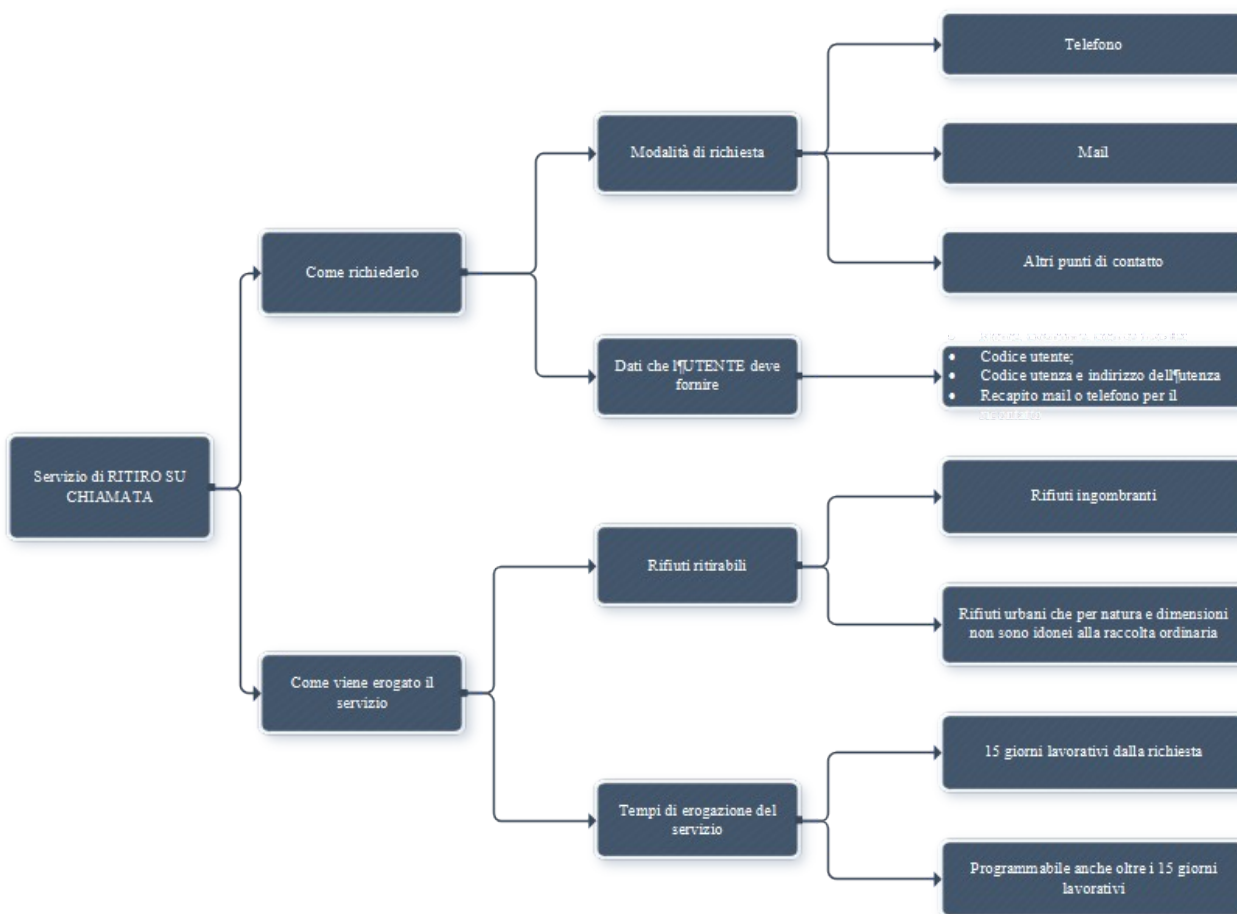 Telefono
Modalità di richiesta
Mail
Come richiederlo
Altri punti di contatto
Dati che l¶UTENTE deve
fornire
• Codice utente;
• Codice utenza e indirizzo dell¶utenza
• Recapito mail o telefono per il
Servizio di RITIRO SU
CHIAMATA
Rifiuti ingombranti
Rifiuti ritirabili
Rifiuti urbani che per natura e dimensioni
non sono idonei alla raccolta ordinaria
Come viene erogato il
servizio
15 giorni lavorativi dalla richiesta
Tempi di erogazione del
servizio
Programmabile anche oltre i 15 giorni
lavorativi